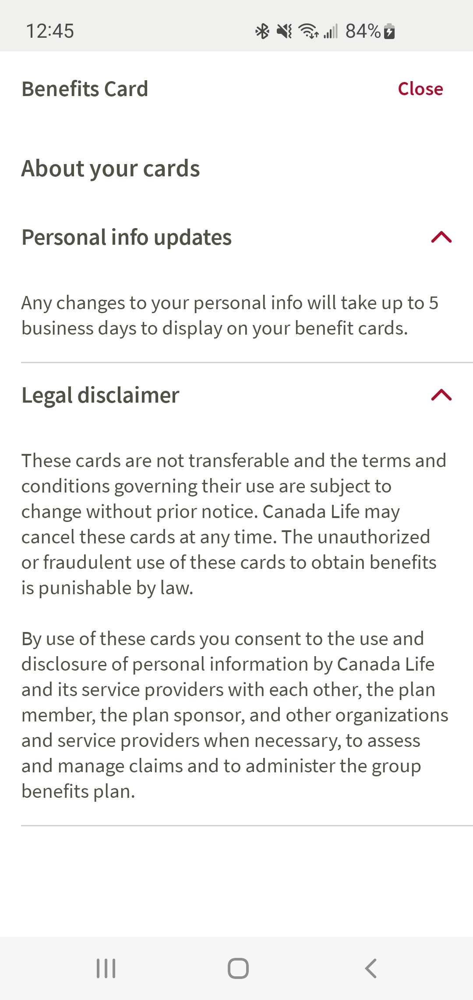 12:45
84%
Benefits Card
Close
About your cards
Personal info updates
Any changes to your personal info will take up to 5
business days to display on your benefit cards.
Legal disclaimer
These cards are not transferable and the terms and
conditions governing their use are subject to
change without prior notice. Canada Life may
cancel these cards at any time. The unauthorized
or fraudulent use of these cards to obtain benefits
is punishable by law.
By use of these cards you consent to the use and
disclosure of personal information by Canada Life
and its service providers with each other, the plan
member, the plan sponsor, and other organizations
and service providers when necessary, to assess
and manage claims and to administer the group
benefits plan.